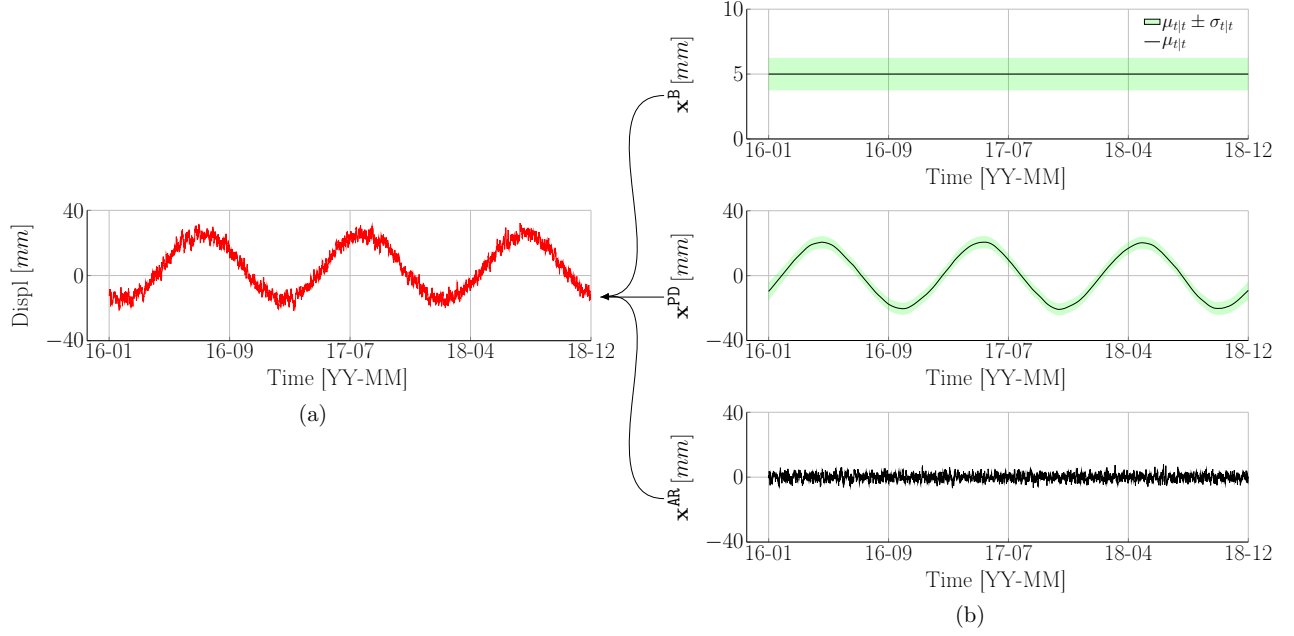 40
0
−40
Displ [mm]
16-01 16-09 17-07 18-04 18-12
Time [YY-MM]
(a)
10
5
0
x^B [mm]
μ_{t|t} ± σ_{t|t}
μ_{t|t}
16-01 16-09 17-07 18-04 18-12
Time [YY-MM]
40
0
−40
x^PD [mm]
16-01 16-09 17-07 18-04 18-12
Time [YY-MM]
40
0
−40
x^AR [mm]
16-01 16-09 17-07 18-04 18-12
Time [YY-MM]
(b)